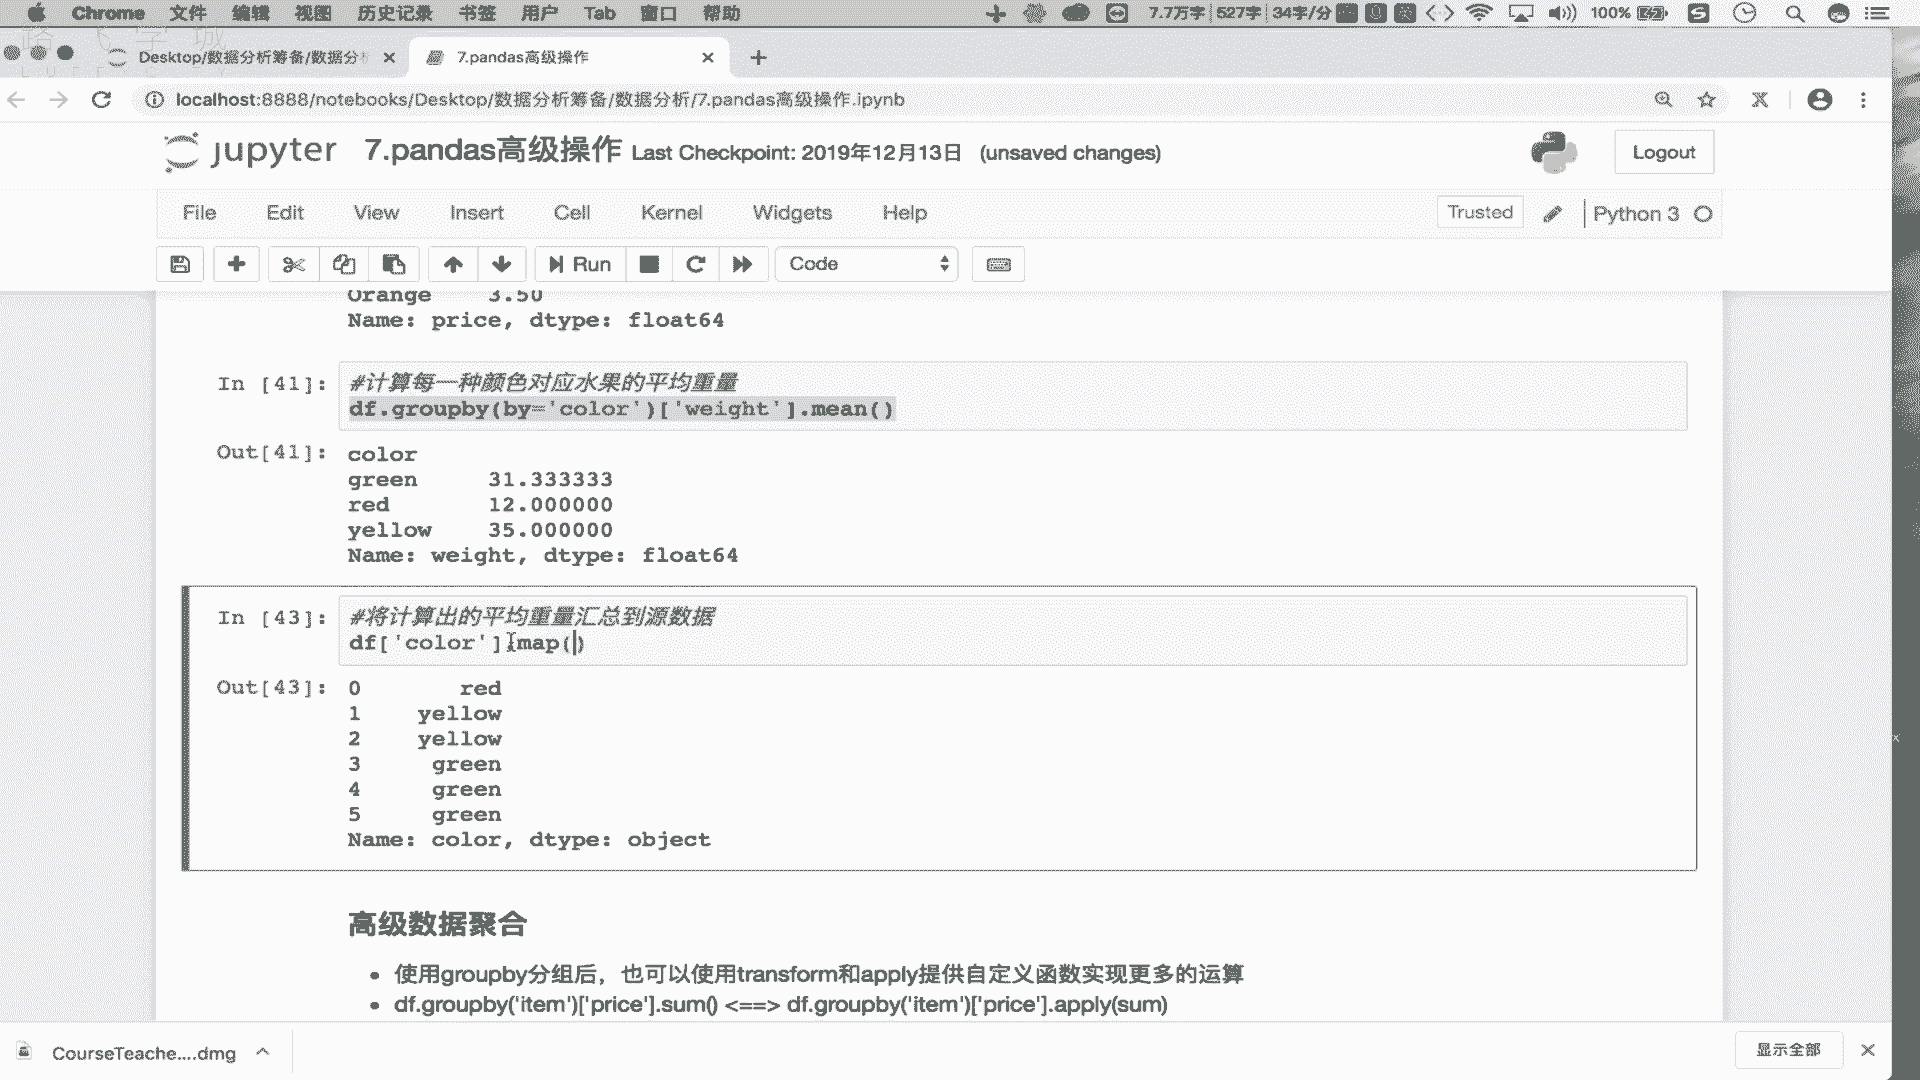 Chrome 文件 编辑 视图 历史记录 书签 用户 Tab 窗口 帮助 7.7万字 527字 34字/分 100%
Desktop/数据分析筹备/数据分 7.pandas高级操作
localhost:8888/notebooks/Desktop/数据分析筹备/数据分析/7.pandas高级操作.ipynb
jupyter 7.pandas高级操作 Last Checkpoint: 2019年12月13日 (unsaved changes) Logout
File Edit View Insert Cell Kernel Widgets Help Trusted Python 3
Run Code
Orange 3.50
Name: price, dtype: float64
In [41]: #计算每一种颜色对应水果的平均重量
df.groupby(by='color')['weight'].mean()
Out[41]: color
green 31.333333
red 12.000000
yellow 35.000000
Name: weight, dtype: float64
In [43]: #将计算出的平均重量汇总到源数据
df['color'].map()
Out[43]: 0 red
1 yellow
2 yellow
3 green
4 green
5 green
Name: color, dtype: object
高级数据聚合
• 使用groupby分组后，也可以使用transform和apply提供自定义函数实现更多的运算
• df.groupby('item')['price'].sum() <==> df.groupby('item')['price'].apply(sum)
CourseTeache....dmg 显示全部